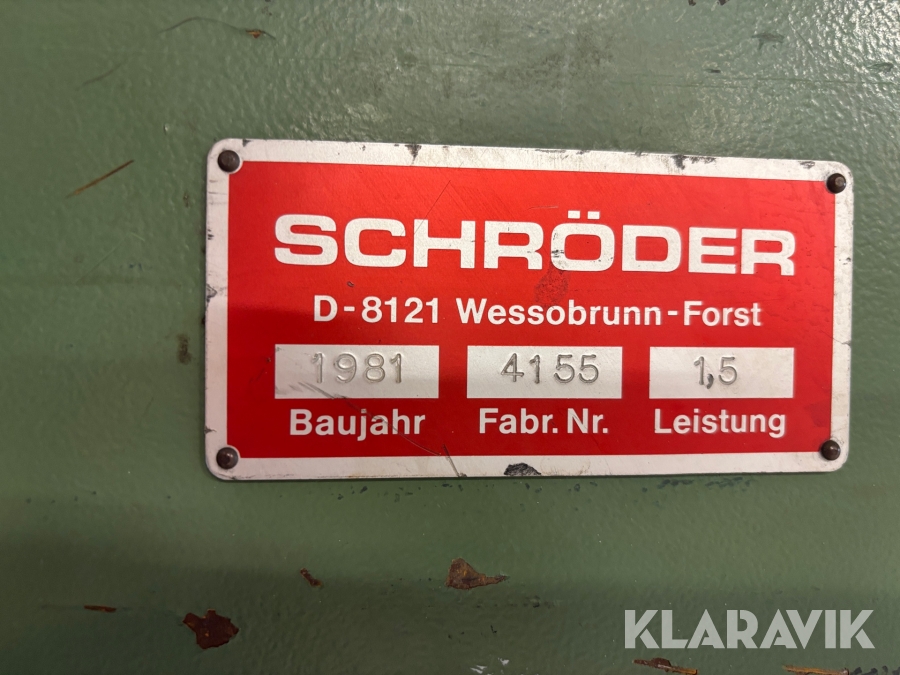 SCHRÖDER
D-8121 Wessobrunn-Forst
1981 4155 1,5
Baujahr Fabr. Nr. Leistung
KLARAVIK